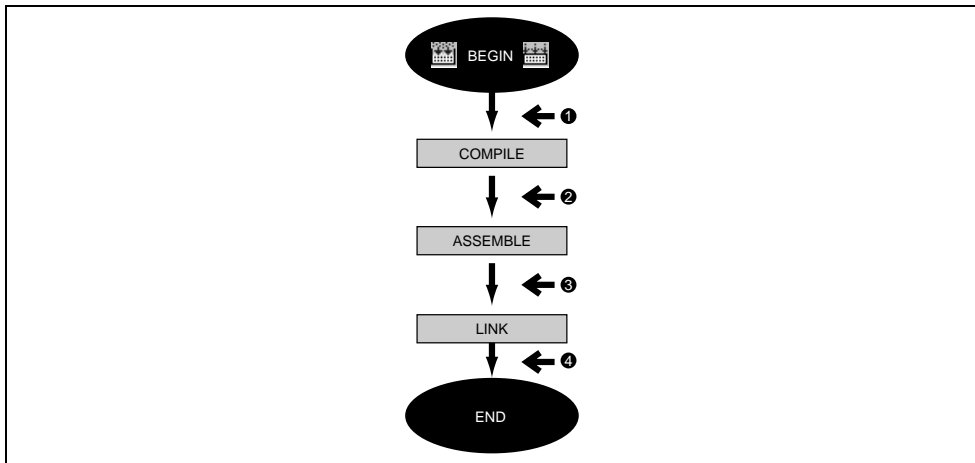 BEGIN
❶
COMPILE
❷
ASSEMBLE
❸
LINK
❹
END